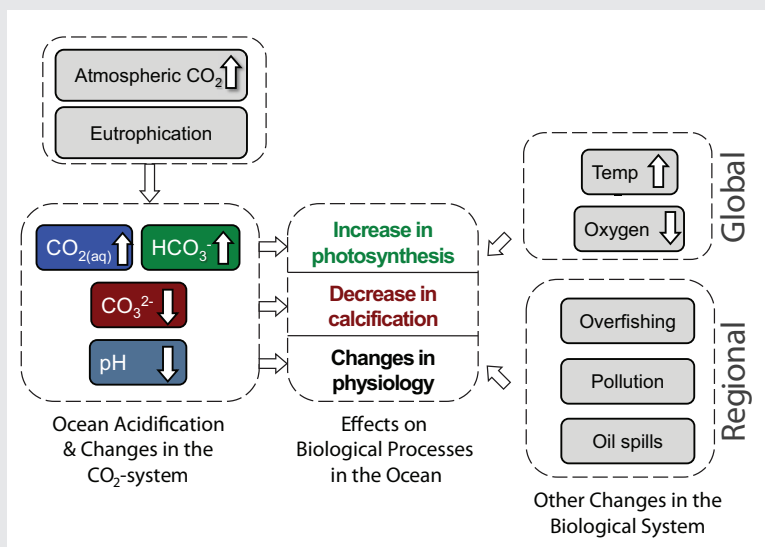 Atmospheric CO₂
Eutrophication
CO₂(aq)
HCO₃⁻
CO₃²⁻
pH
Ocean Acidification
& Changes in the
CO₂-system
Increase in
photosynthesis
Decrease in
calcification
Changes in
physiology
Effects on
Biological Processes
in the Ocean
Temp
Oxygen
Global
Overfishing
Pollution
Oil spills
Regional
Other Changes in the
Biological System